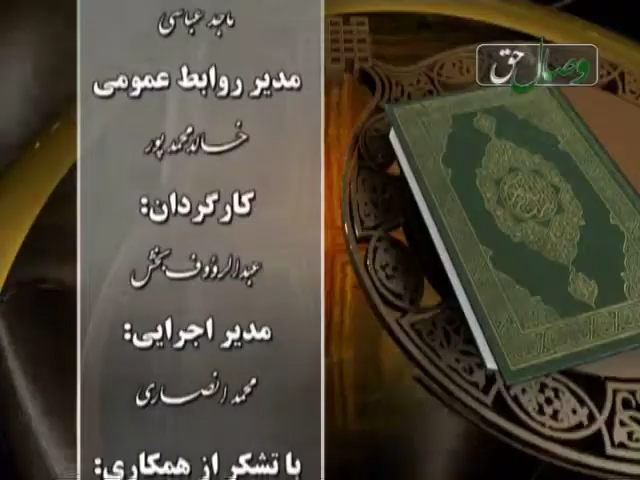 ماجد عباسی
مدیر روابط عمومی
خالد محمد پور
کارگردان:
عبدالرؤوف بخش
مدیر اجرایی:
محمد انصاری
با تشکر از همکاری:
وصال حق